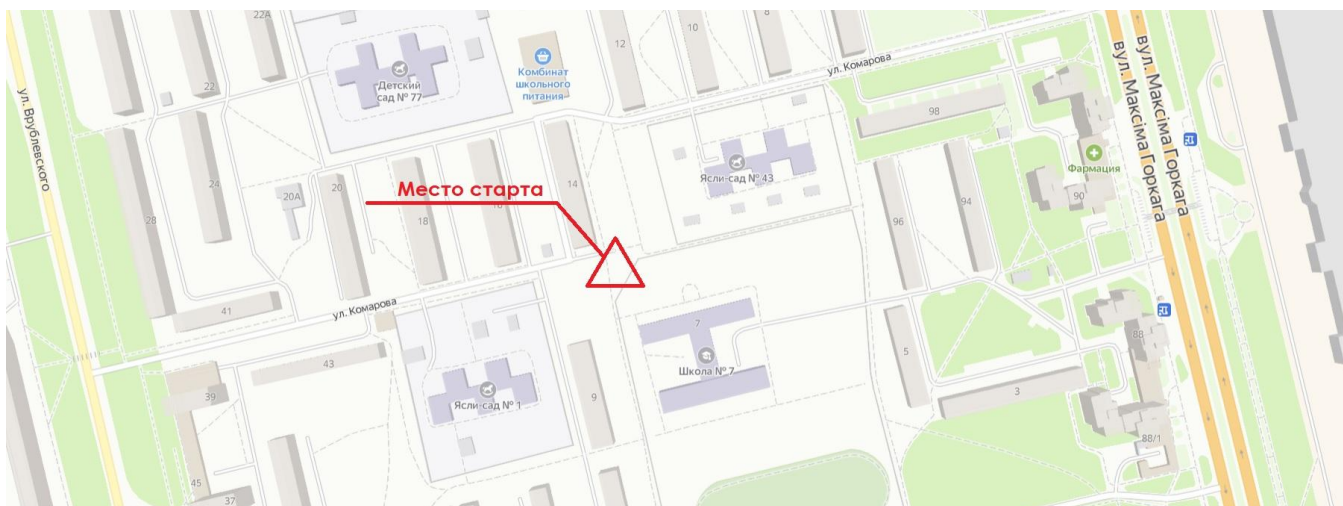 22А
8
10
12
ул. Комарова
вул. Максіма Горкага
вул. Максіма Горкага
Комбинат
школьного
питания
Детский
сад № 77
22
98
ул. Врублевского
Фармация
24
20
20А
Место старта
14
Ясли-сад № 43
18
16
28
96
94
90
ул. Комарова
41
7
Школа № 7
88
43
5
3
39
Ясли-сад № 1
9
88/1
45
37